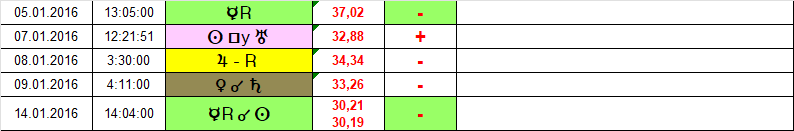 05.01.2016 13:05:00 ☿R 37,02 -
07.01.2016 12:21:51 ☉ □у ♅ 32,88 +
08.01.2016 3:30:00 ♃ - R 34,34 -
09.01.2016 4:11:00 ♀ ☌ ♄ 33,26 -
14.01.2016 14:04:00 ☿R ☌ ☉ 30,21 -
30,19